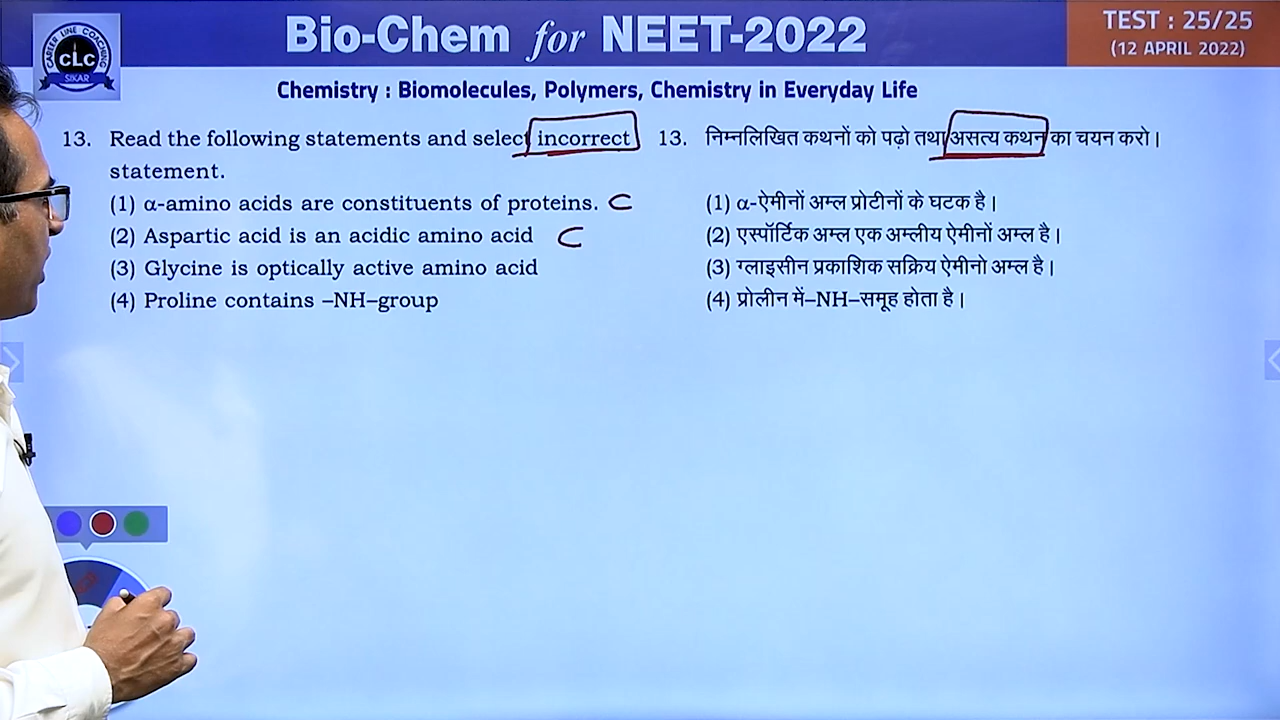 CAREER LINE COACHING
CLC
SIKAR
Bio-Chem for NEET-2022
TEST : 25/25
(12 APRIL 2022)
Chemistry : Biomolecules, Polymers, Chemistry in Everyday Life
13. Read the following statements and select incorrect
statement.
(1) α-amino acids are constituents of proteins. C
(2) Aspartic acid is an acidic amino acid C
(3) Glycine is optically active amino acid
(4) Proline contains –NH–group
13. निम्नलिखित कथनों को पढ़ो तथा असत्य कथन का चयन करो।
(1) α-ऐमीनों अम्ल प्रोटीनों के घटक है।
(2) एस्पॉर्टिक अम्ल एक अम्लीय ऐमीनों अम्ल है।
(3) ग्लाइसीन प्रकाशिक सक्रिय ऐमीनो अम्ल है।
(4) प्रोलीन में–NH–समूह होता है।